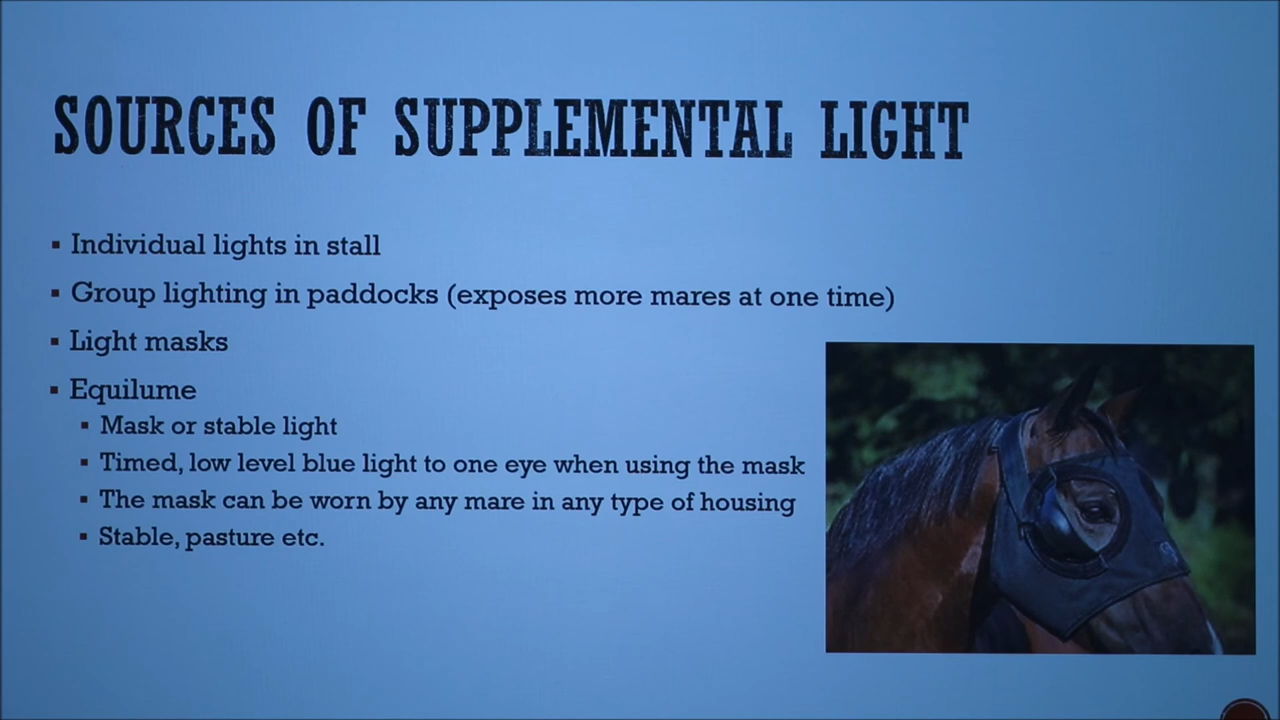 SOURCES OF SUPPLEMENTAL LIGHT
▪ Individual lights in stall
▪ Group lighting in paddocks (exposes more mares at one time)
▪ Light masks
▪ Equilume
▪ Mask or stable light
▪ Timed, low level blue light to one eye when using the mask
▪ The mask can be worn by any mare in any type of housing
▪ Stable, pasture etc.